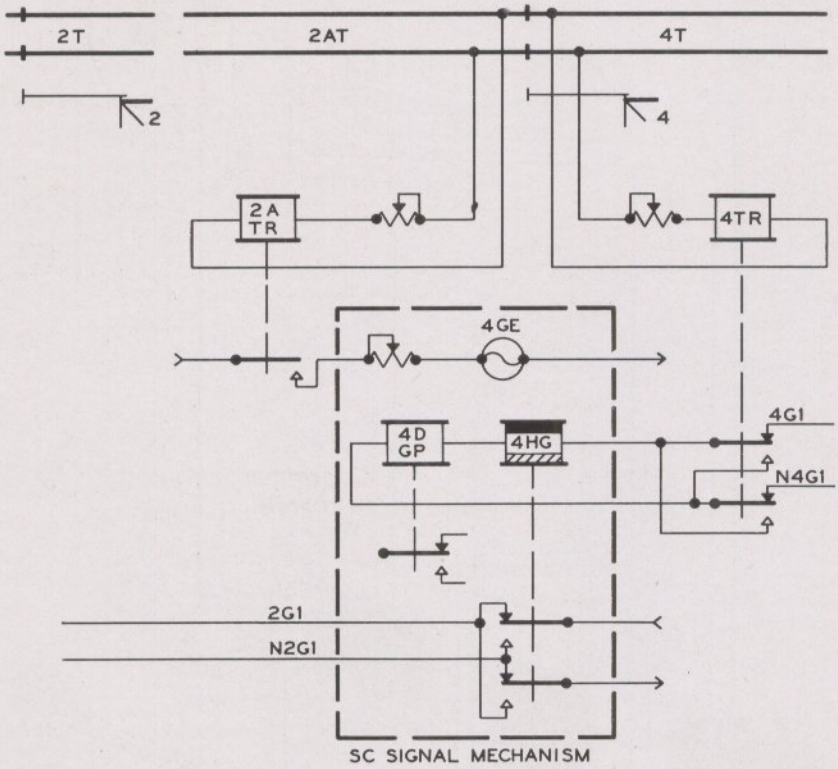 2T
2AT
4T
2
4
2A
TR
4TR
4GE
4D
GP
4HG
4G1
N4G1
2G1
N2G1
SC SIGNAL MECHANISM